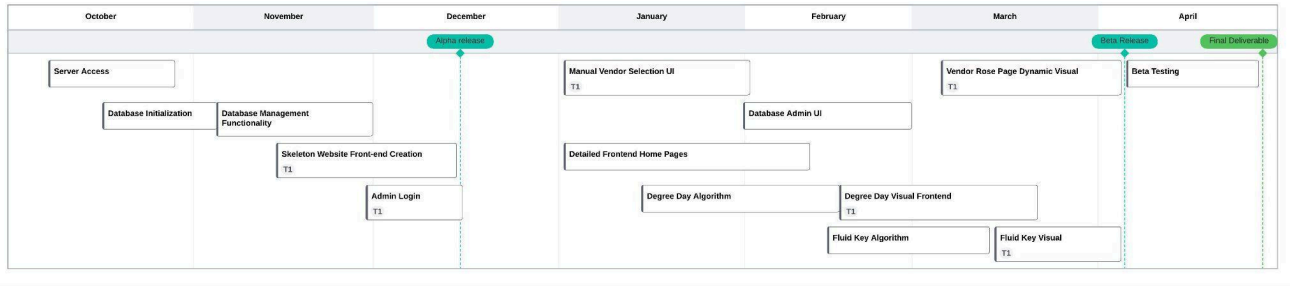 October November December January February March April
Alpha release Beta Release Final Deliverable
Server Access
Manual Vendor Selection UI
T1
Vendor Rose Page Dynamic Visual
T1
Beta Testing
Database Initialization
Database Management
Functionality
Database Admin UI
Skeleton Website Front-end Creation
T1
Detailed Frontend Home Pages
Admin Login
T1
Degree Day Algorithm
Degree Day Visual Frontend
T1
Fluid Key Algorithm
Fluid Key Visual
T1